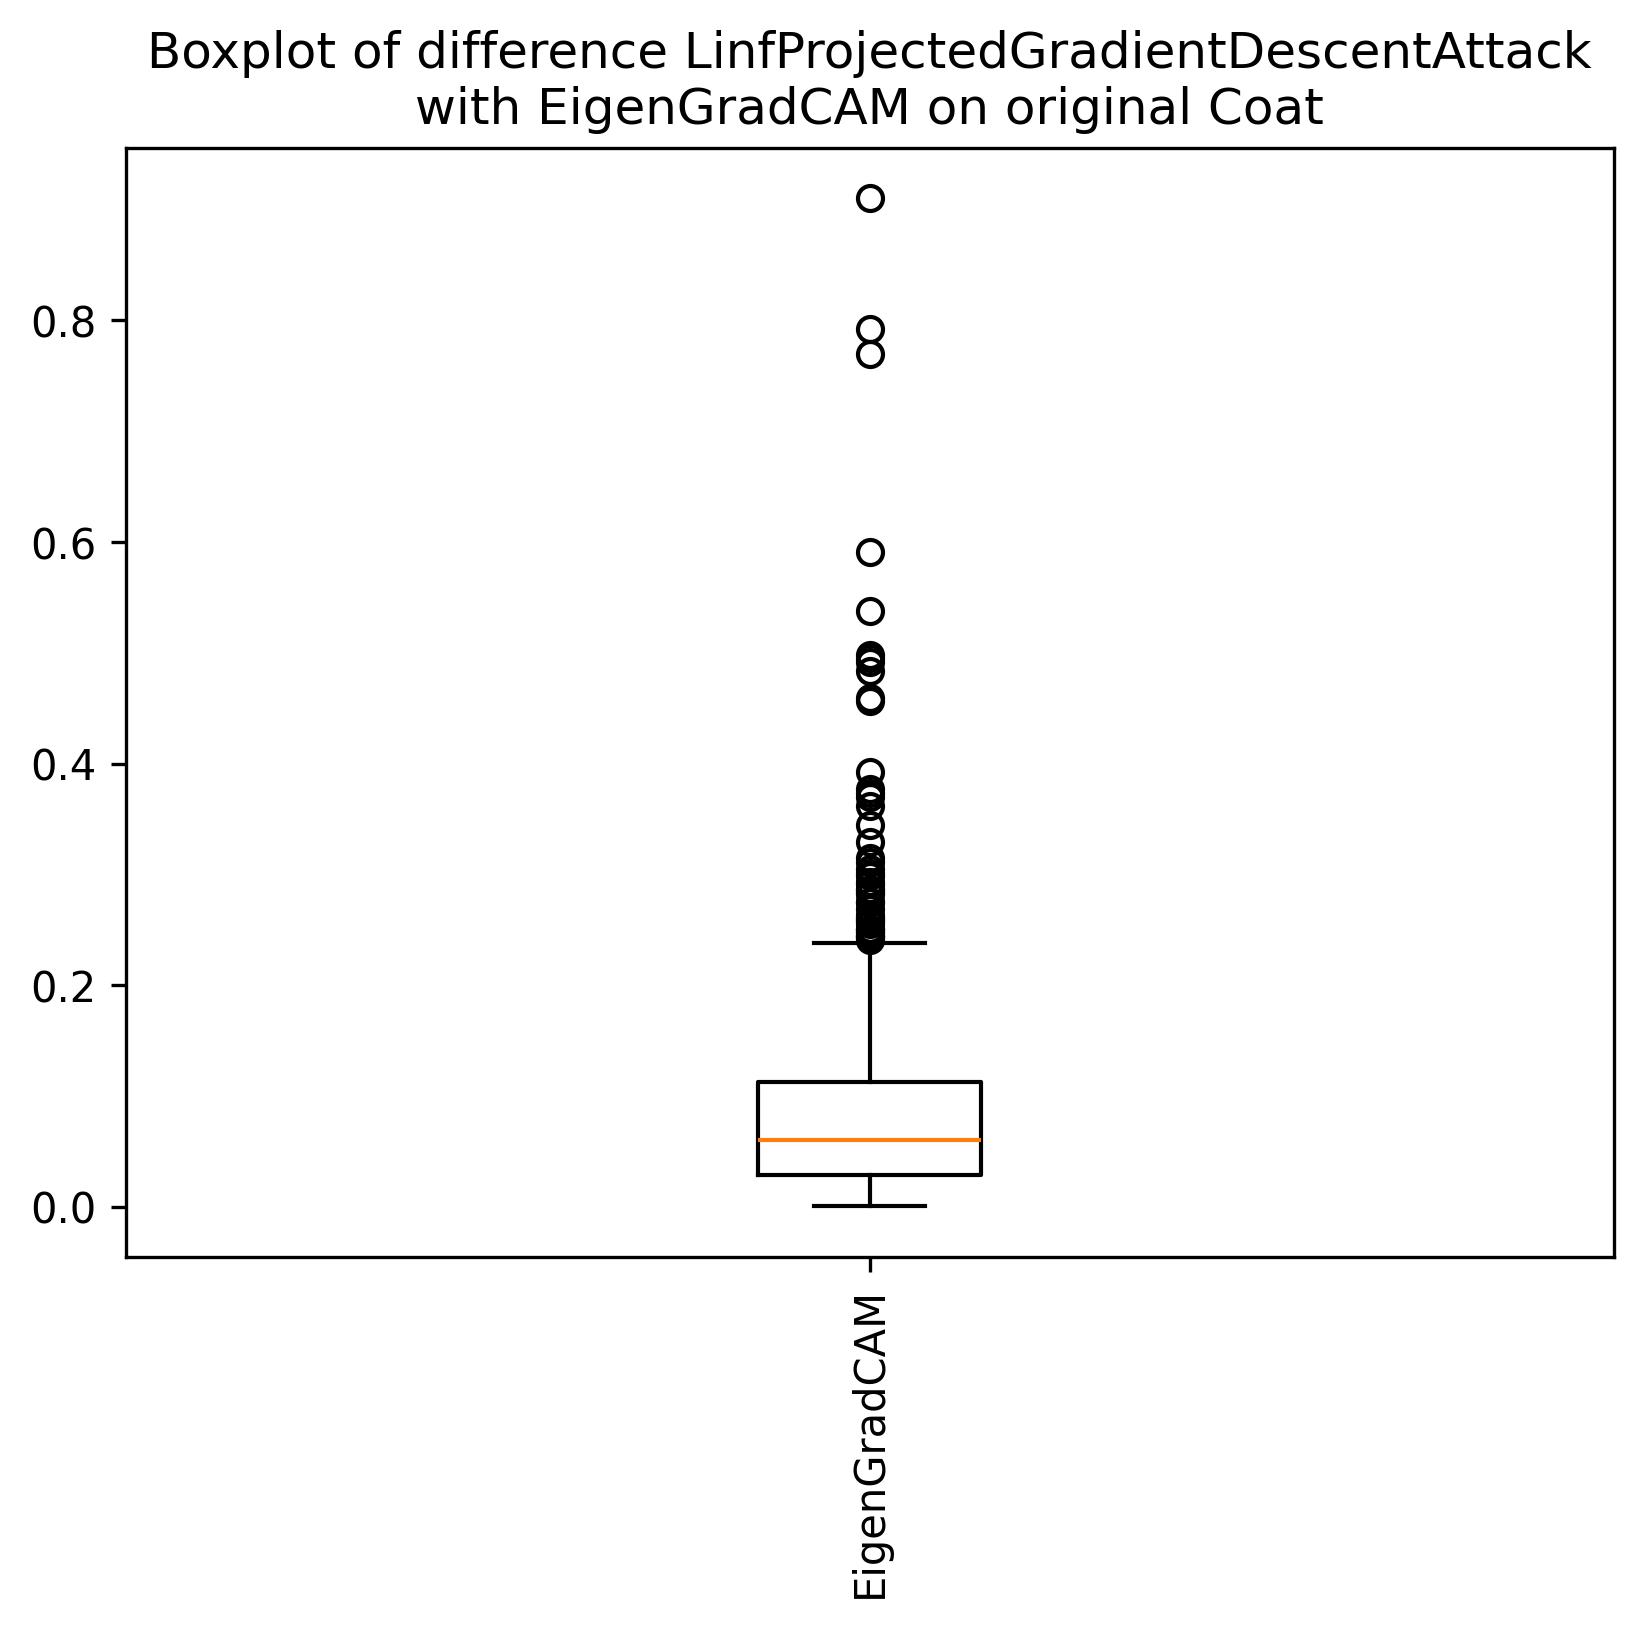 Boxplot of difference LinfProjectedGradientDescentAttack
with EigenGradCAM on original Coat
0.8
0.6
0.4
0.2
0.0
EigenGradCAM